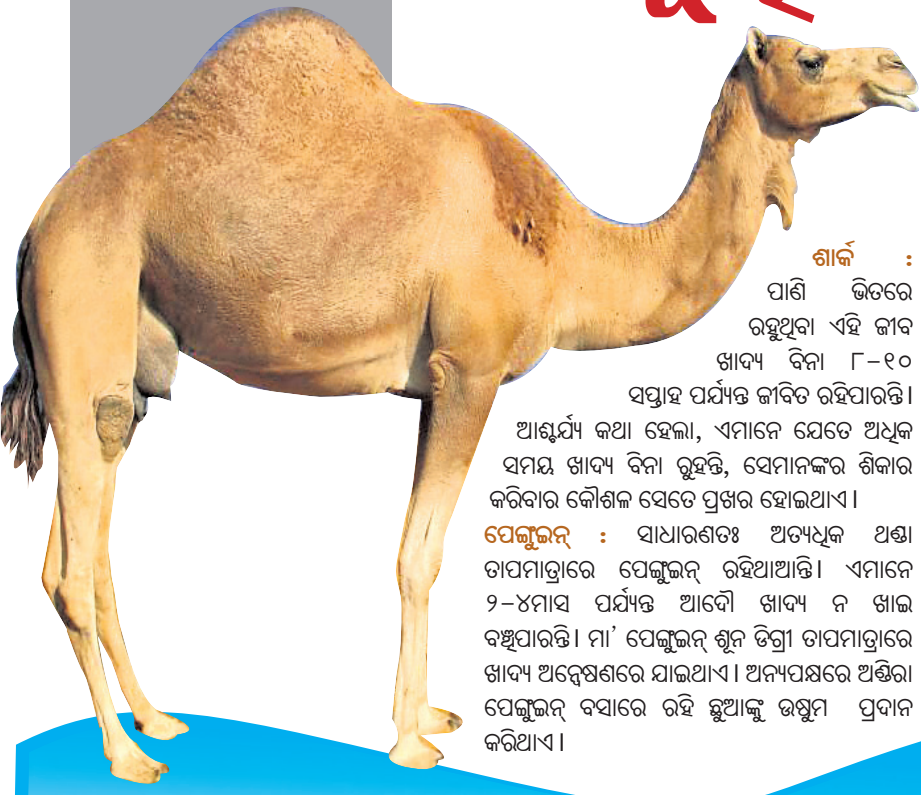 ଶାର୍କ :
ପାଣି ଭିତରେ
ରହୁଥିବା ଏହି ଜୀବ
ଖାଦ୍ୟ ବିନା ୮–୧୦
ସପ୍ତାହ ପର୍ଯ୍ୟନ୍ତ ଜୀବିତ ରହିପାରନ୍ତି।
ଆଶ୍ଚର୍ଯ୍ୟ କଥା ହେଲା, ଏମାନେ ଯେତେ ଅଧିକ
ସମୟ ଖାଦ୍ୟ ବିନା ରୁହନ୍ତି, ସେମାନଙ୍କର ଶିକାର
କରିବାର କୌଶଳ ସେତେ ପ୍ରଖର ହୋଇଥାଏ।
ପେଙ୍ଗୁଇନ୍ : ସାଧାରଣତଃ ଅତ୍ୟଧିକ ଥଣ୍ଡା
ତାପମାତ୍ରାରେ ପେଙ୍ଗୁଇନ୍ ରହିଥାଆନ୍ତି। ଏମାନେ
୨–୪ମାସ ପର୍ଯ୍ୟନ୍ତ ଆଦୌ ଖାଦ୍ୟ ନ ଖାଇ
ବଞ୍ଚିପାରନ୍ତି। ମା’ ପେଙ୍ଗୁଇନ୍ ଶୂନ ଡିଗ୍ରୀ ତାପମାତ୍ରାରେ
ଖାଦ୍ୟ ଅନ୍ୱେଷଣରେ ଯାଇଥାଏ। ଅନ୍ୟପକ୍ଷରେ ଅଣ୍ଡିରା
ପେଙ୍ଗୁଇନ୍ ବସାରେ ରହି ଛୁଆଙ୍କୁ ଉଷୁମ ପ୍ରଦାନ
କରିଥାଏ।